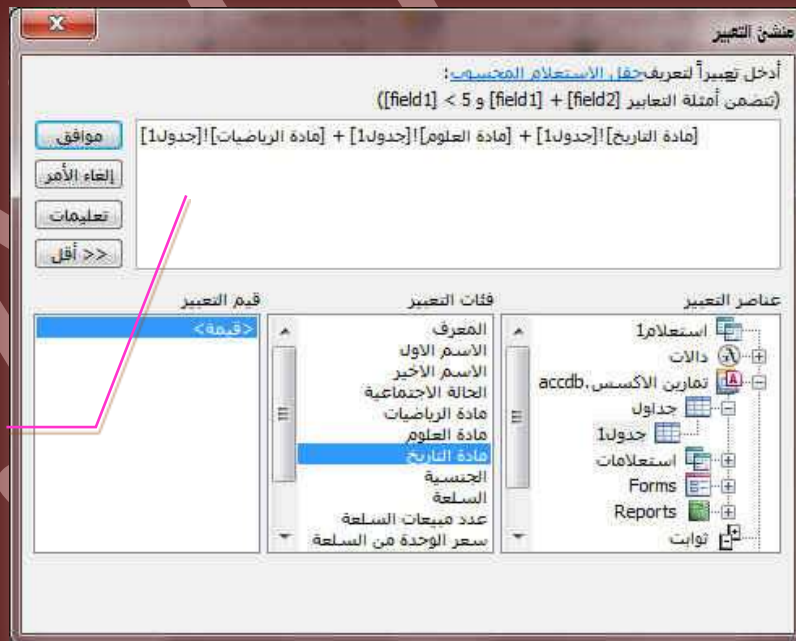 منشئ التعبير
أدخل تعبيراً لتعريف حقل الاستعلام المحسوب:
(تتضمن أمثلة التعابير [field1] + [field2] و [field1] < 5)
[مادة التاريخ]![جدول1] + [مادة العلوم]![جدول1] + [مادة الرياضيات]![جدول1]
موافق
إلغاء الأمر
تعليمات
<< أقل
عناصر التعبير
استعلام1
دالات
تمارين الاكسس.accdb
جداول
جدول1
استعلامات
Forms
Reports
ثوابت
فئات التعبير
المعرف
الاسم الاول
الاسم الاخير
الحالة الاجتماعية
مادة الرياضيات
مادة العلوم
مادة التاريخ
الجنسية
السلعة
عدد مبيعات السلعة
سعر الوحدة من السلعة
قيم التعبير
<قيمة>